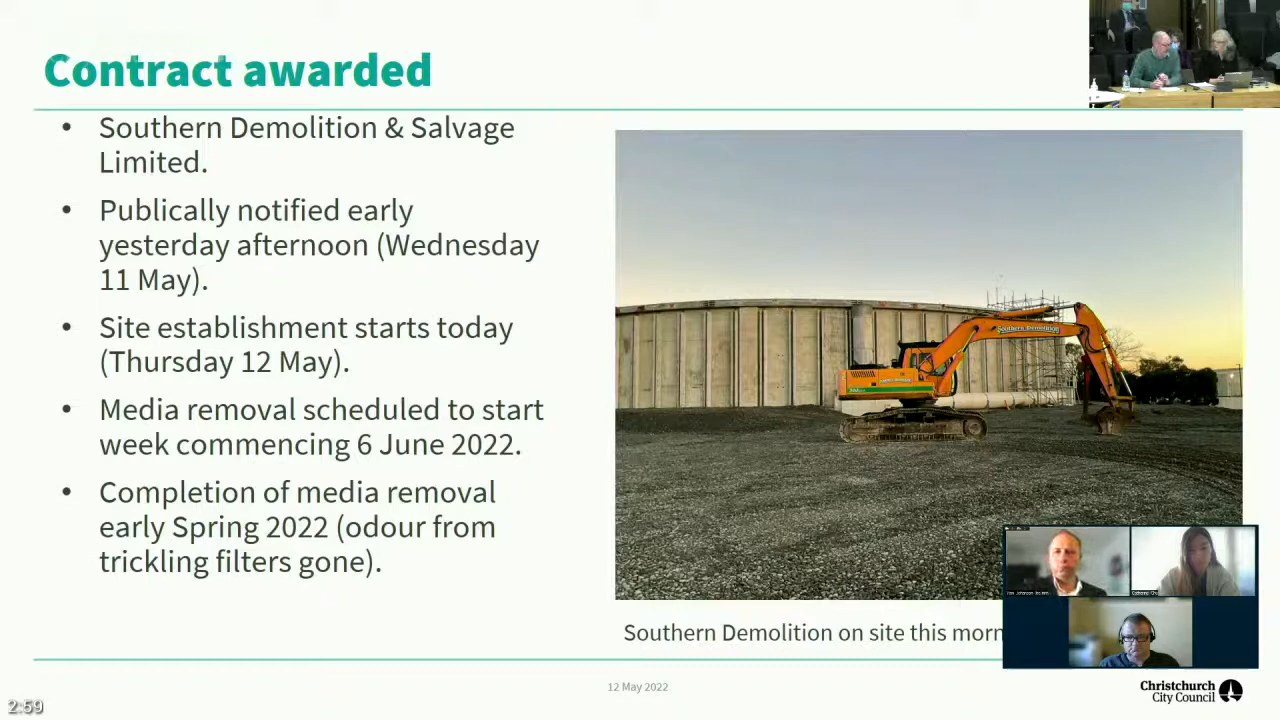 Contract awarded
• Southern Demolition & Salvage
Limited.
• Publically notified early
yesterday afternoon (Wednesday
11 May).
• Site establishment starts today
(Thursday 12 May).
• Media removal scheduled to start
week commencing 6 June 2022.
• Completion of media removal
early Spring 2022 (odour from
trickling filters gone).
Southern Demolition
Southern Demolition on site this morn
12 May 2022
Christchurch
City Council
2:59